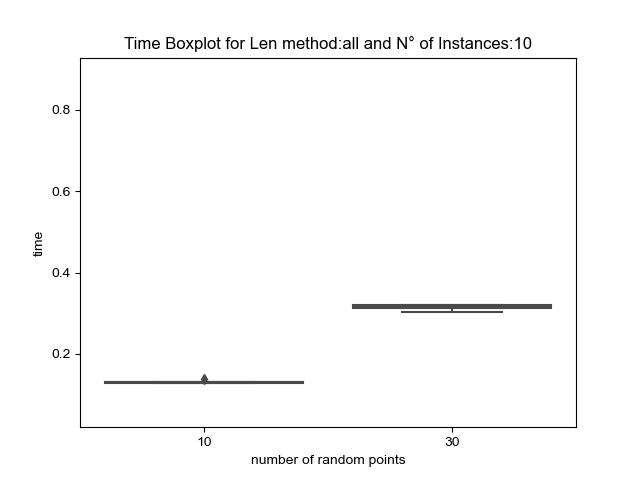 Time Boxplot for Len method:all and N° of Instances:10
0.8
0.6
0.4
0.2
time
10
30
number of random points